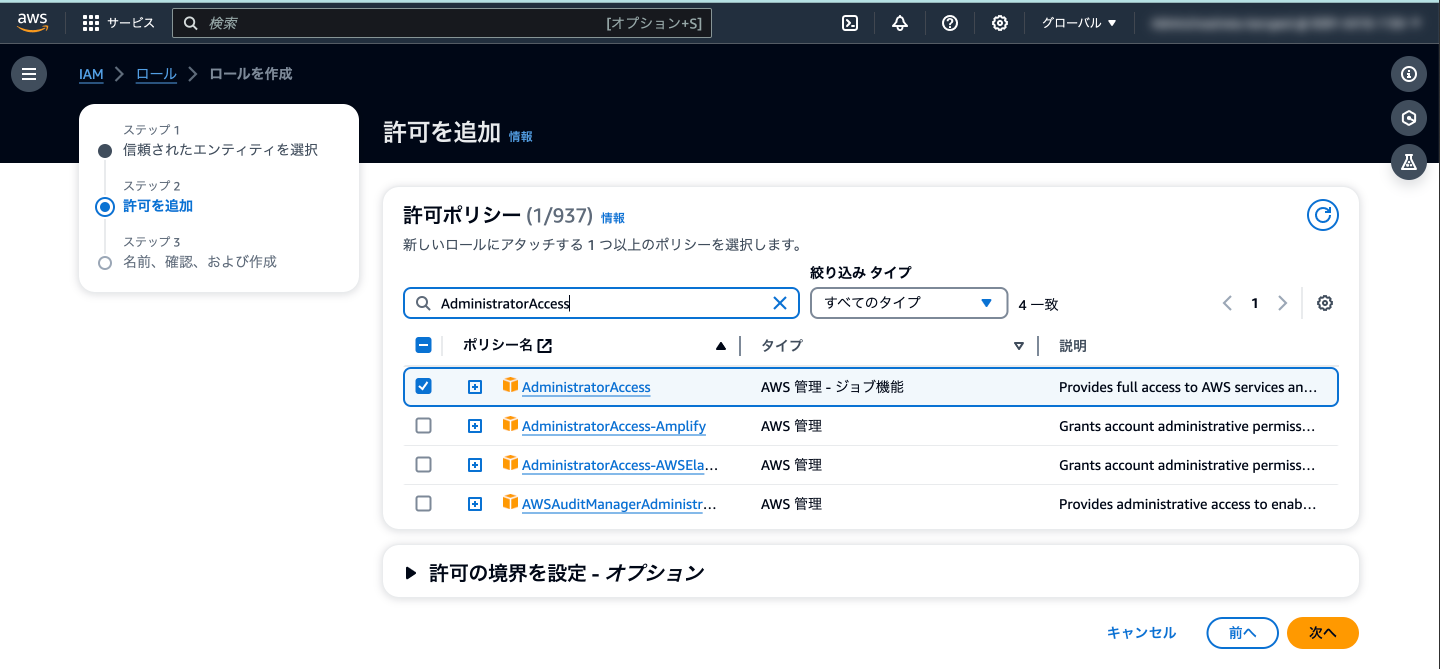 aws
サービス
検索
[オプション+S]
グローバル
IAM
ロール
ロールを作成
ステップ 1
信頼されたエンティティを選択
ステップ 2
許可を追加
ステップ 3
名前、確認、および作成
許可を追加 情報
許可ポリシー (1/937) 情報
新しいロールにアタッチする 1 つ以上のポリシーを選択します。
絞り込み タイプ
AdministratorAccess
すべてのタイプ
4 一致
1
ポリシー名
タイプ
説明
AdministratorAccess
AWS 管理 - ジョブ機能
Provides full access to AWS services an…
AdministratorAccess-Amplify
AWS 管理
Grants account administrative permiss…
AdministratorAccess-AWSEla…
AWS 管理
Grants account administrative permiss…
AWSAuditManagerAdministr…
AWS 管理
Provides administrative access to enab…
許可の境界を設定 - オプション
キャンセル
前へ
次へ